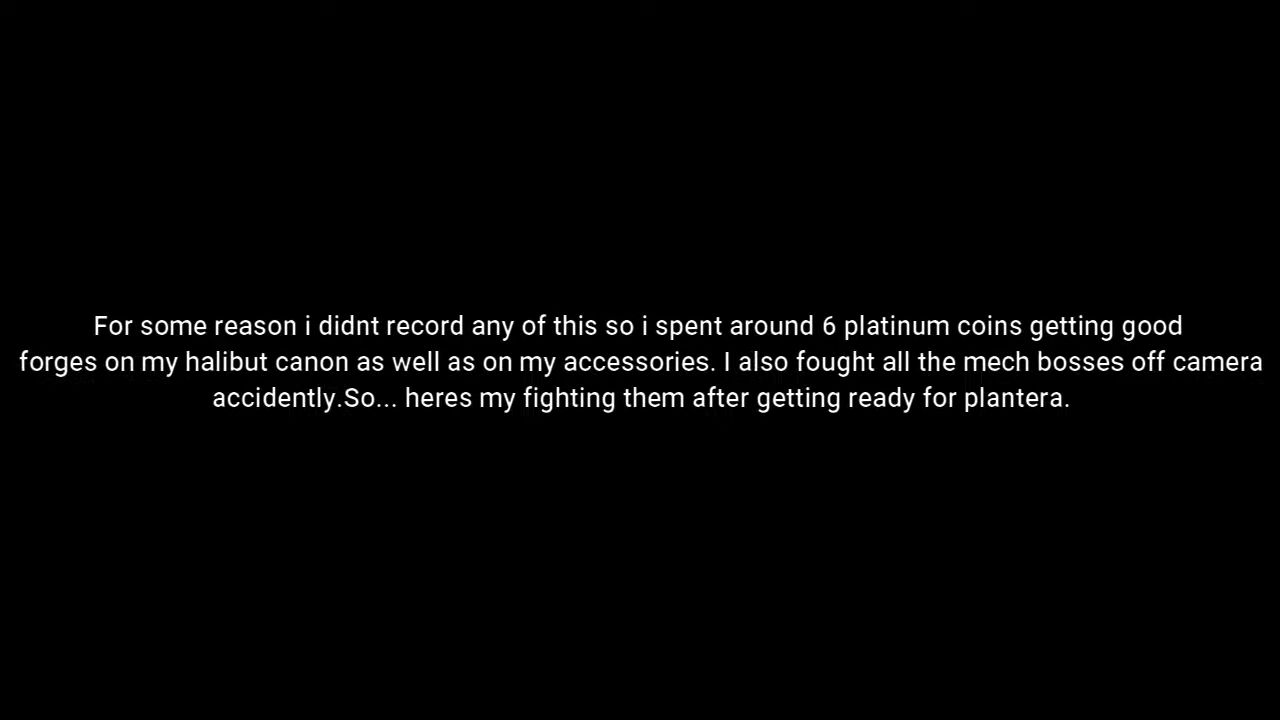 For some reason i didnt record any of this so i spent around 6 platinum coins getting good
forges on my halibut canon as well as on my accessories. I also fought all the mech bosses off camera
accidently.So... heres my fighting them after getting ready for plantera.